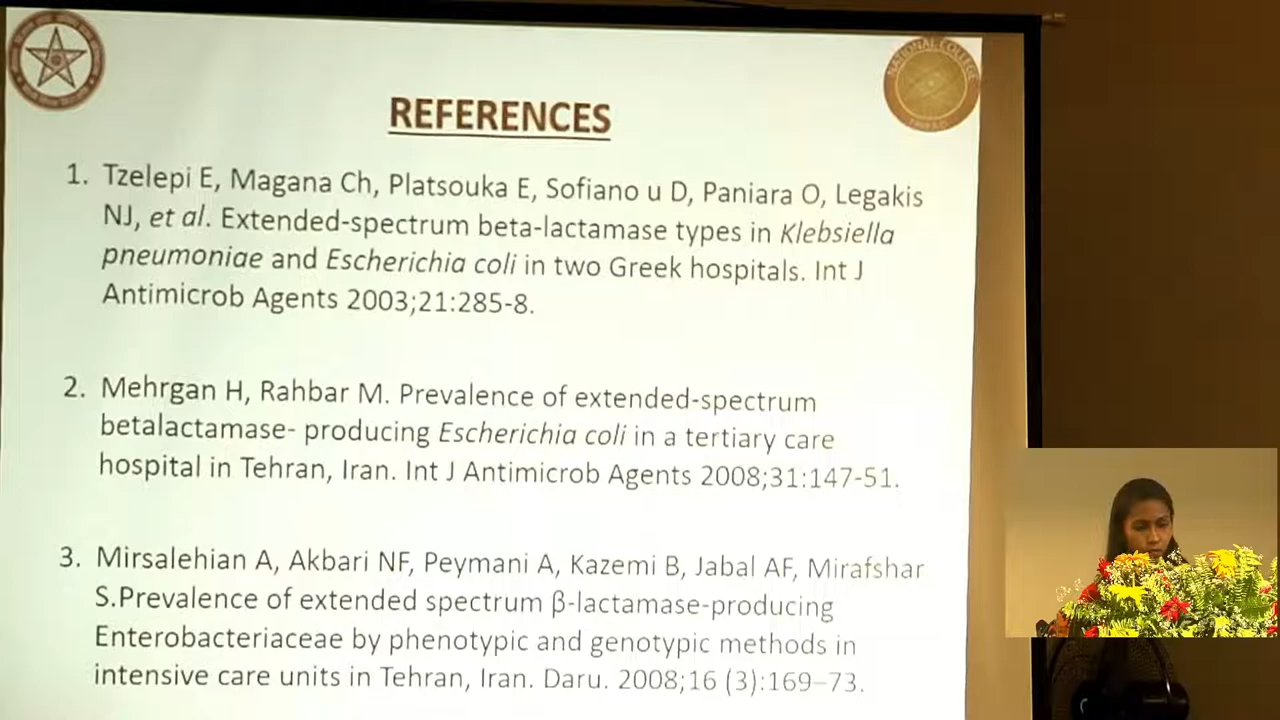 NATIONAL COLLEGE
REFERENCES
1. Tzelepi E, Magana Ch, Platsouka E, Sofiano u D, Paniara O, Legakis
NJ, et al. Extended-spectrum beta-lactamase types in Klebsiella
pneumoniae and Escherichia coli in two Greek hospitals. Int J
Antimicrob Agents 2003;21:285-8.
2. Mehrgan H, Rahbar M. Prevalence of extended-spectrum
betalactamase- producing Escherichia coli in a tertiary care
hospital in Tehran, Iran. Int J Antimicrob Agents 2008;31:147-51.
3. Mirsalehian A, Akbari NF, Peymani A, Kazemi B, Jabal AF, Mirafshar
S.Prevalence of extended spectrum β-lactamase-producing
Enterobacteriaceae by phenotypic and genotypic methods in
intensive care units in Tehran, Iran. Daru. 2008;16 (3):169–73.